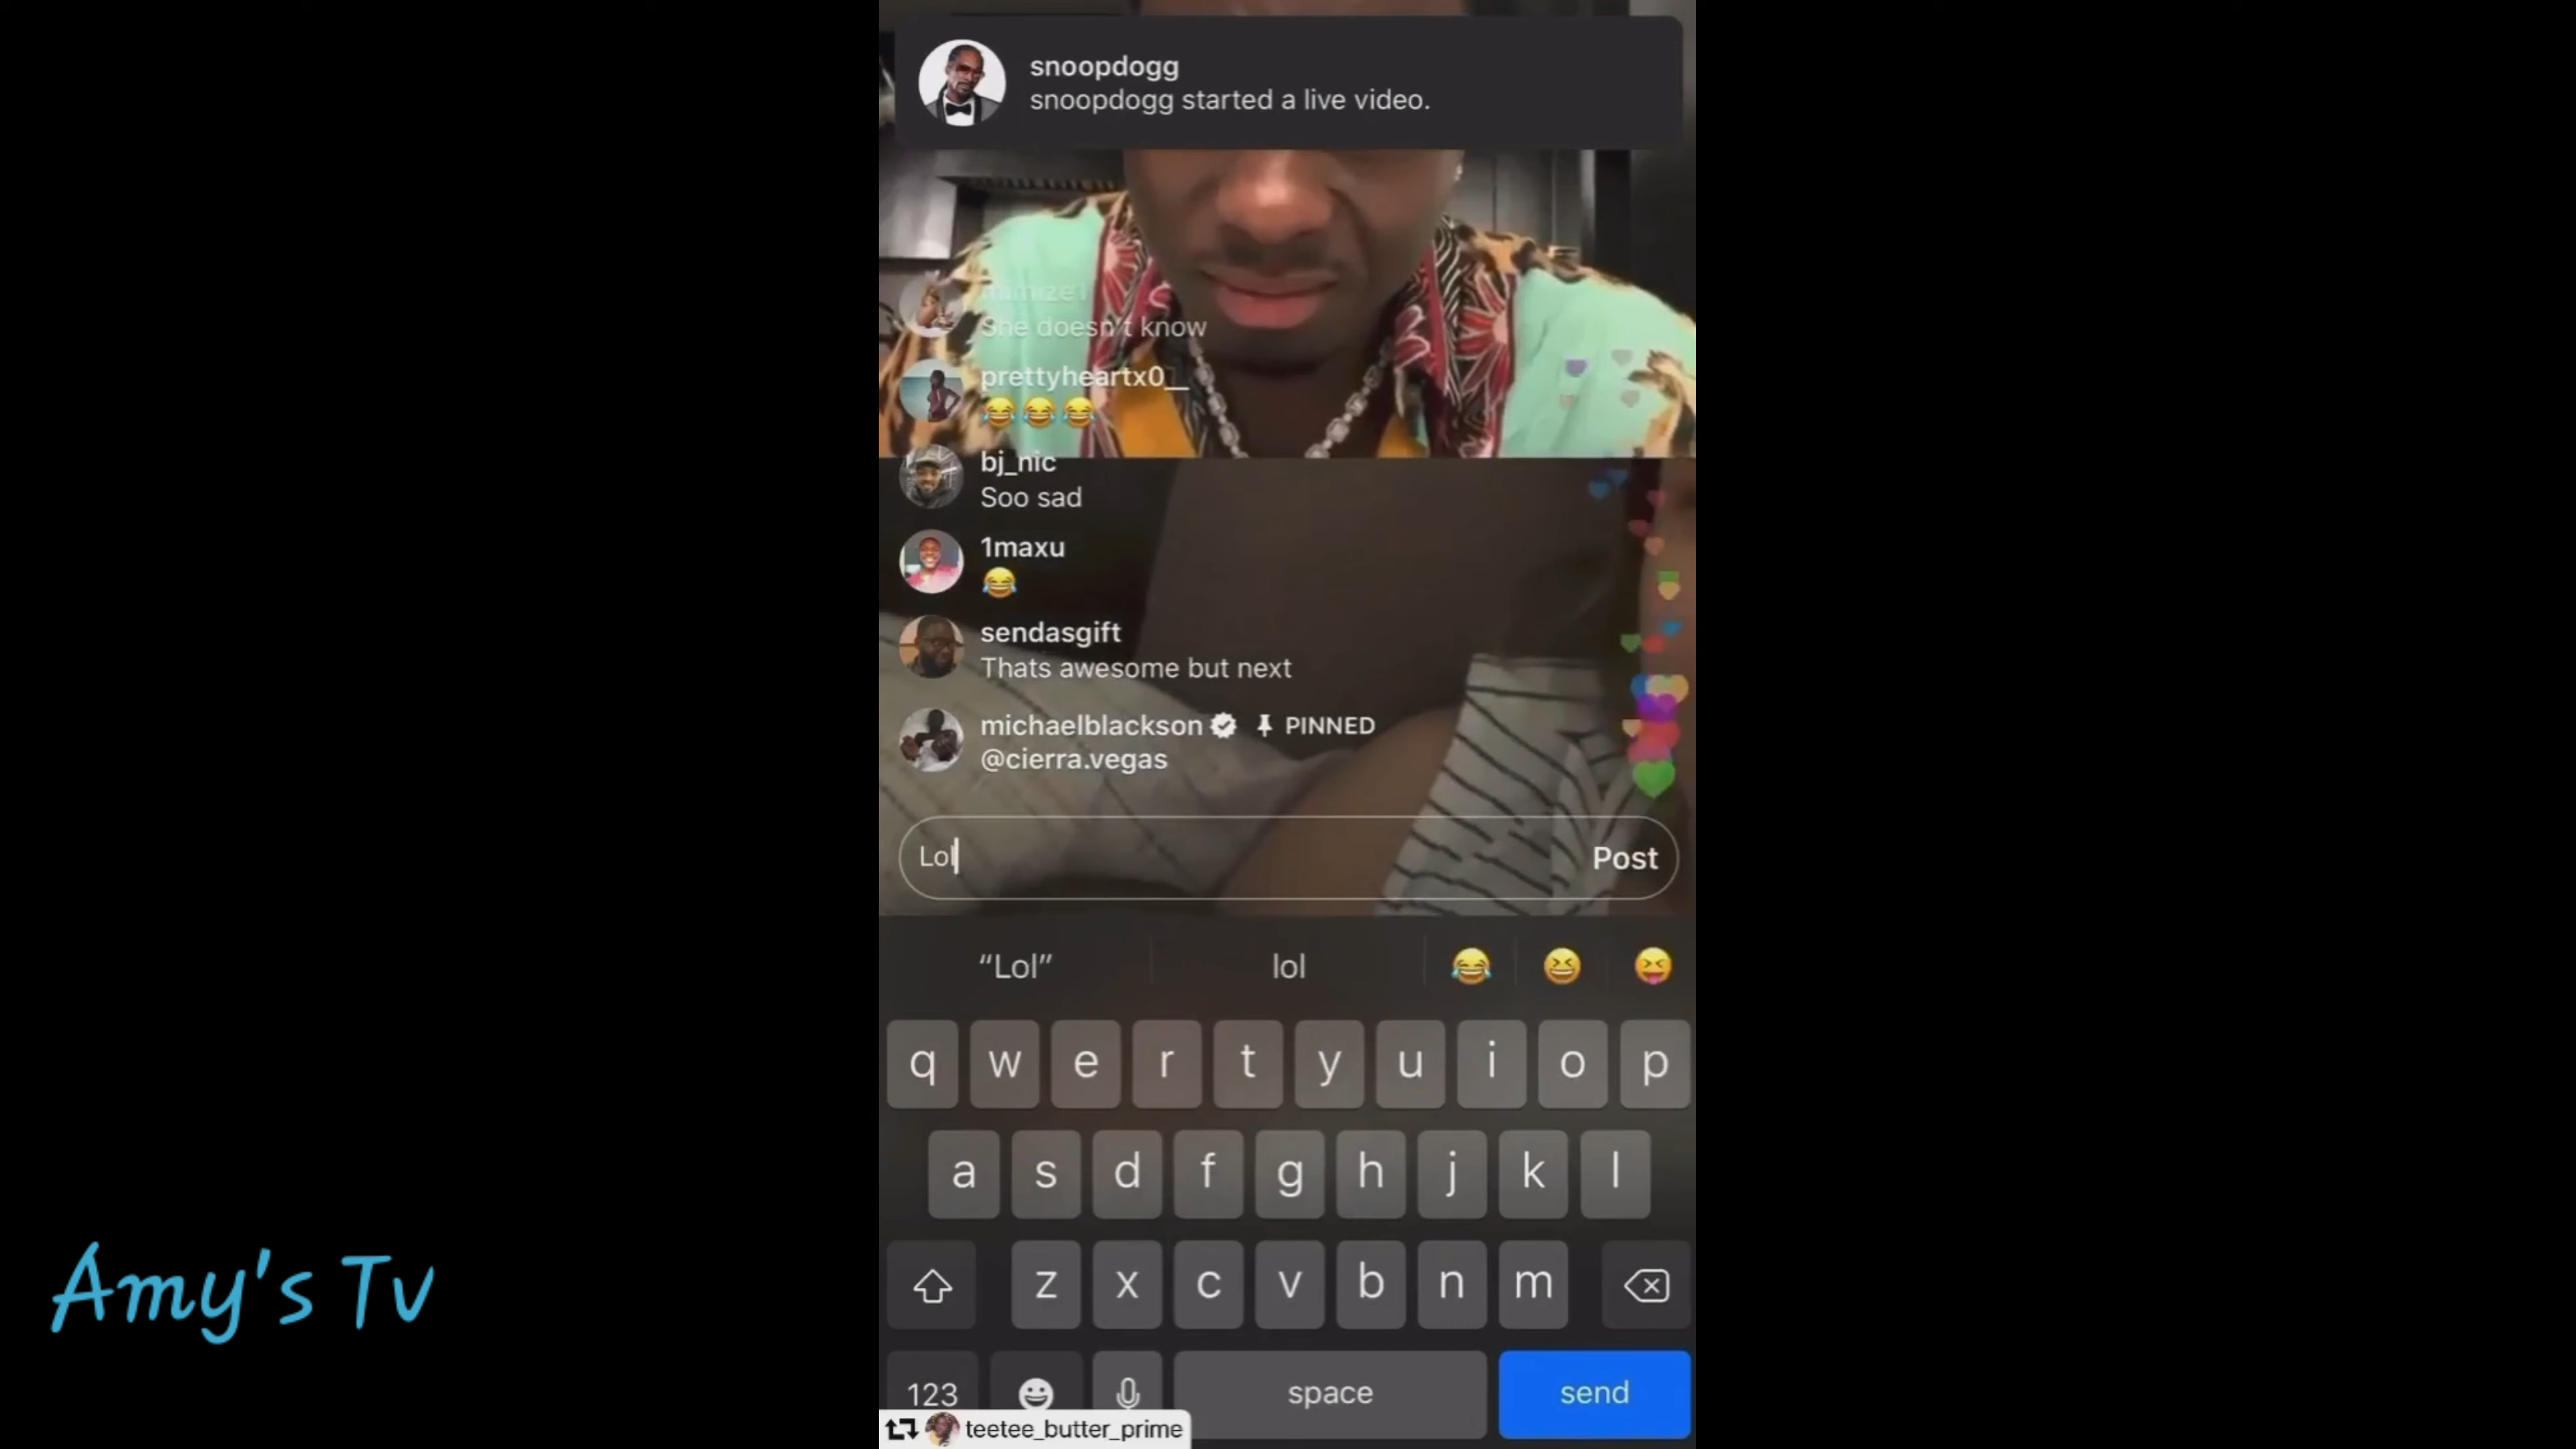 snoopdogg
snoopdogg started a live video.
mimize1
She doesn't know
prettyheartx0__
😂😂😂
bj_nic
Soo sad
1maxu
😂
sendasgift
Thats awesome but next
michaelblackson PINNED
@cierra.vegas
Lol
Post
“Lol” lol 😂 😆 😝
q w e r t y u i o p
a s d f g h j k l
z x c v b n m
123 space send
teetee_butter_prime
Amy's Tv